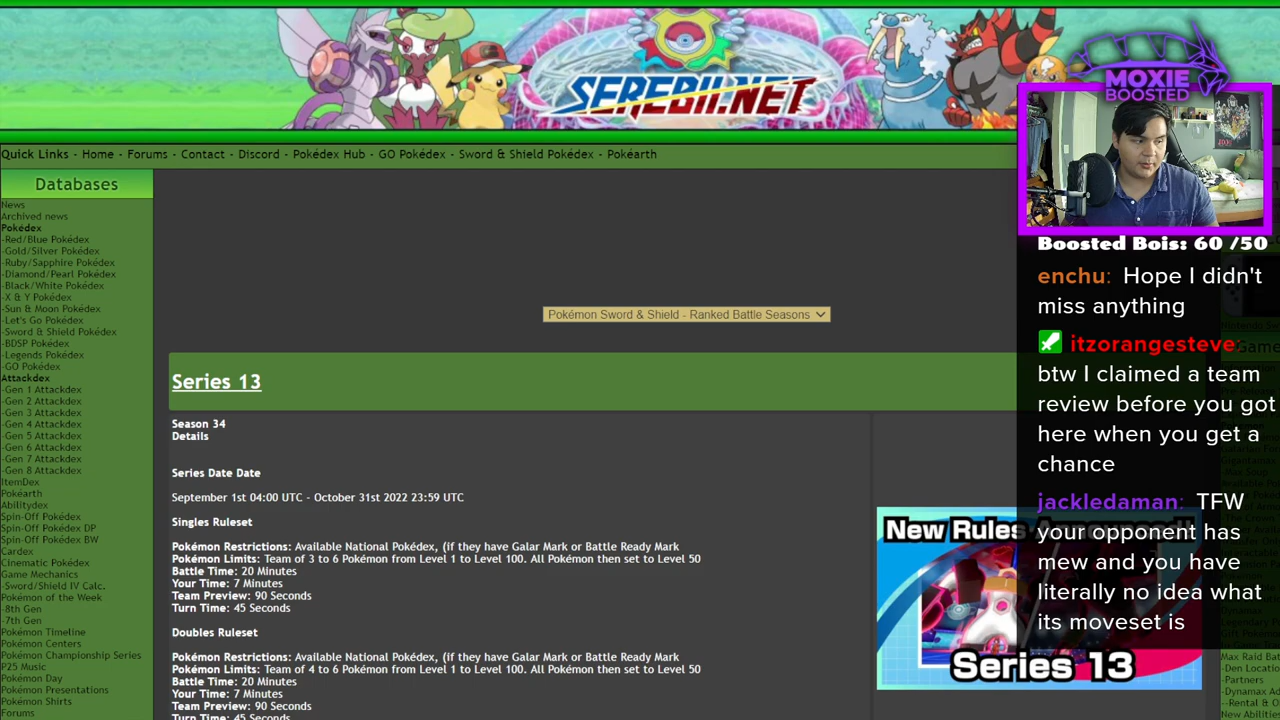 SEREBII.NET
MOXIE
BOOSTED
Quick Links - Home - Forums - Contact - Discord - Pokédex Hub - GO Pokédex - Sword & Shield Pokédex - Pokéarth
Databases
News
Archived news
Pokédex
-Red/Blue Pokédex
-Gold/Silver Pokédex
-Ruby/Sapphire Pokédex
-Diamond/Pearl Pokédex
-Black/White Pokédex
-X & Y Pokédex
-Sun & Moon Pokédex
-Let's Go Pokédex
-Sword & Shield Pokédex
-BDSP Pokédex
-Legends Pokédex
-GO Pokédex
Attackdex
-Gen 1 Attackdex
-Gen 2 Attackdex
-Gen 3 Attackdex
-Gen 4 Attackdex
-Gen 5 Attackdex
-Gen 6 Attackdex
-Gen 7 Attackdex
-Gen 8 Attackdex
ItemDex
Pokéarth
Abilitydex
Spin-Off Pokédex
Spin-Off Pokédex DP
Spin-Off Pokédex BW
Cardex
Cinematic Pokédex
Game Mechanics
-Sword/Shield IV Calc.
Pokémon of the Week
-8th Gen
-7th Gen
Pokémon Timeline
Pokémon Centers
Pokémon Championship Series
P25 Music
Pokémon Day
Pokémon Presentations
Pokémon Shirts
Forums
Pokémon Sword & Shield - Ranked Battle Seasons
Series 13
Season 34
Details
Series Date Date
September 1st 04:00 UTC - October 31st 2022 23:59 UTC
Singles Ruleset
Pokémon Restrictions: Available National Pokédex, (if they have Galar Mark or Battle Ready Mark
Pokémon Limits: Team of 3 to 6 Pokémon from Level 1 to Level 100. All Pokémon then set to Level 50
Battle Time: 20 Minutes
Your Time: 7 Minutes
Team Preview: 90 Seconds
Turn Time: 45 Seconds
Doubles Ruleset
Pokémon Restrictions: Available National Pokédex, (if they have Galar Mark or Battle Ready Mark
Pokémon Limits: Team of 4 to 6 Pokémon from Level 1 to Level 100. All Pokémon then set to Level 50
Battle Time: 20 Minutes
Your Time: 7 Minutes
Team Preview: 90 Seconds
Turn Time: 45 Seconds
New Rules Announced!
Series 13
Boosted Bois: 60 /50
enchu: Hope I didn't
miss anything
itzorangesteve:
btw I claimed a team
review before you got
here when you get a
chance
jackledaman: TFW
your opponent has
mew and you have
literally no idea what
its moveset is
Max Raid Bat
-Den Locatio
-Partners
-Dynamax Ad
--Rental & O
-New Abilities